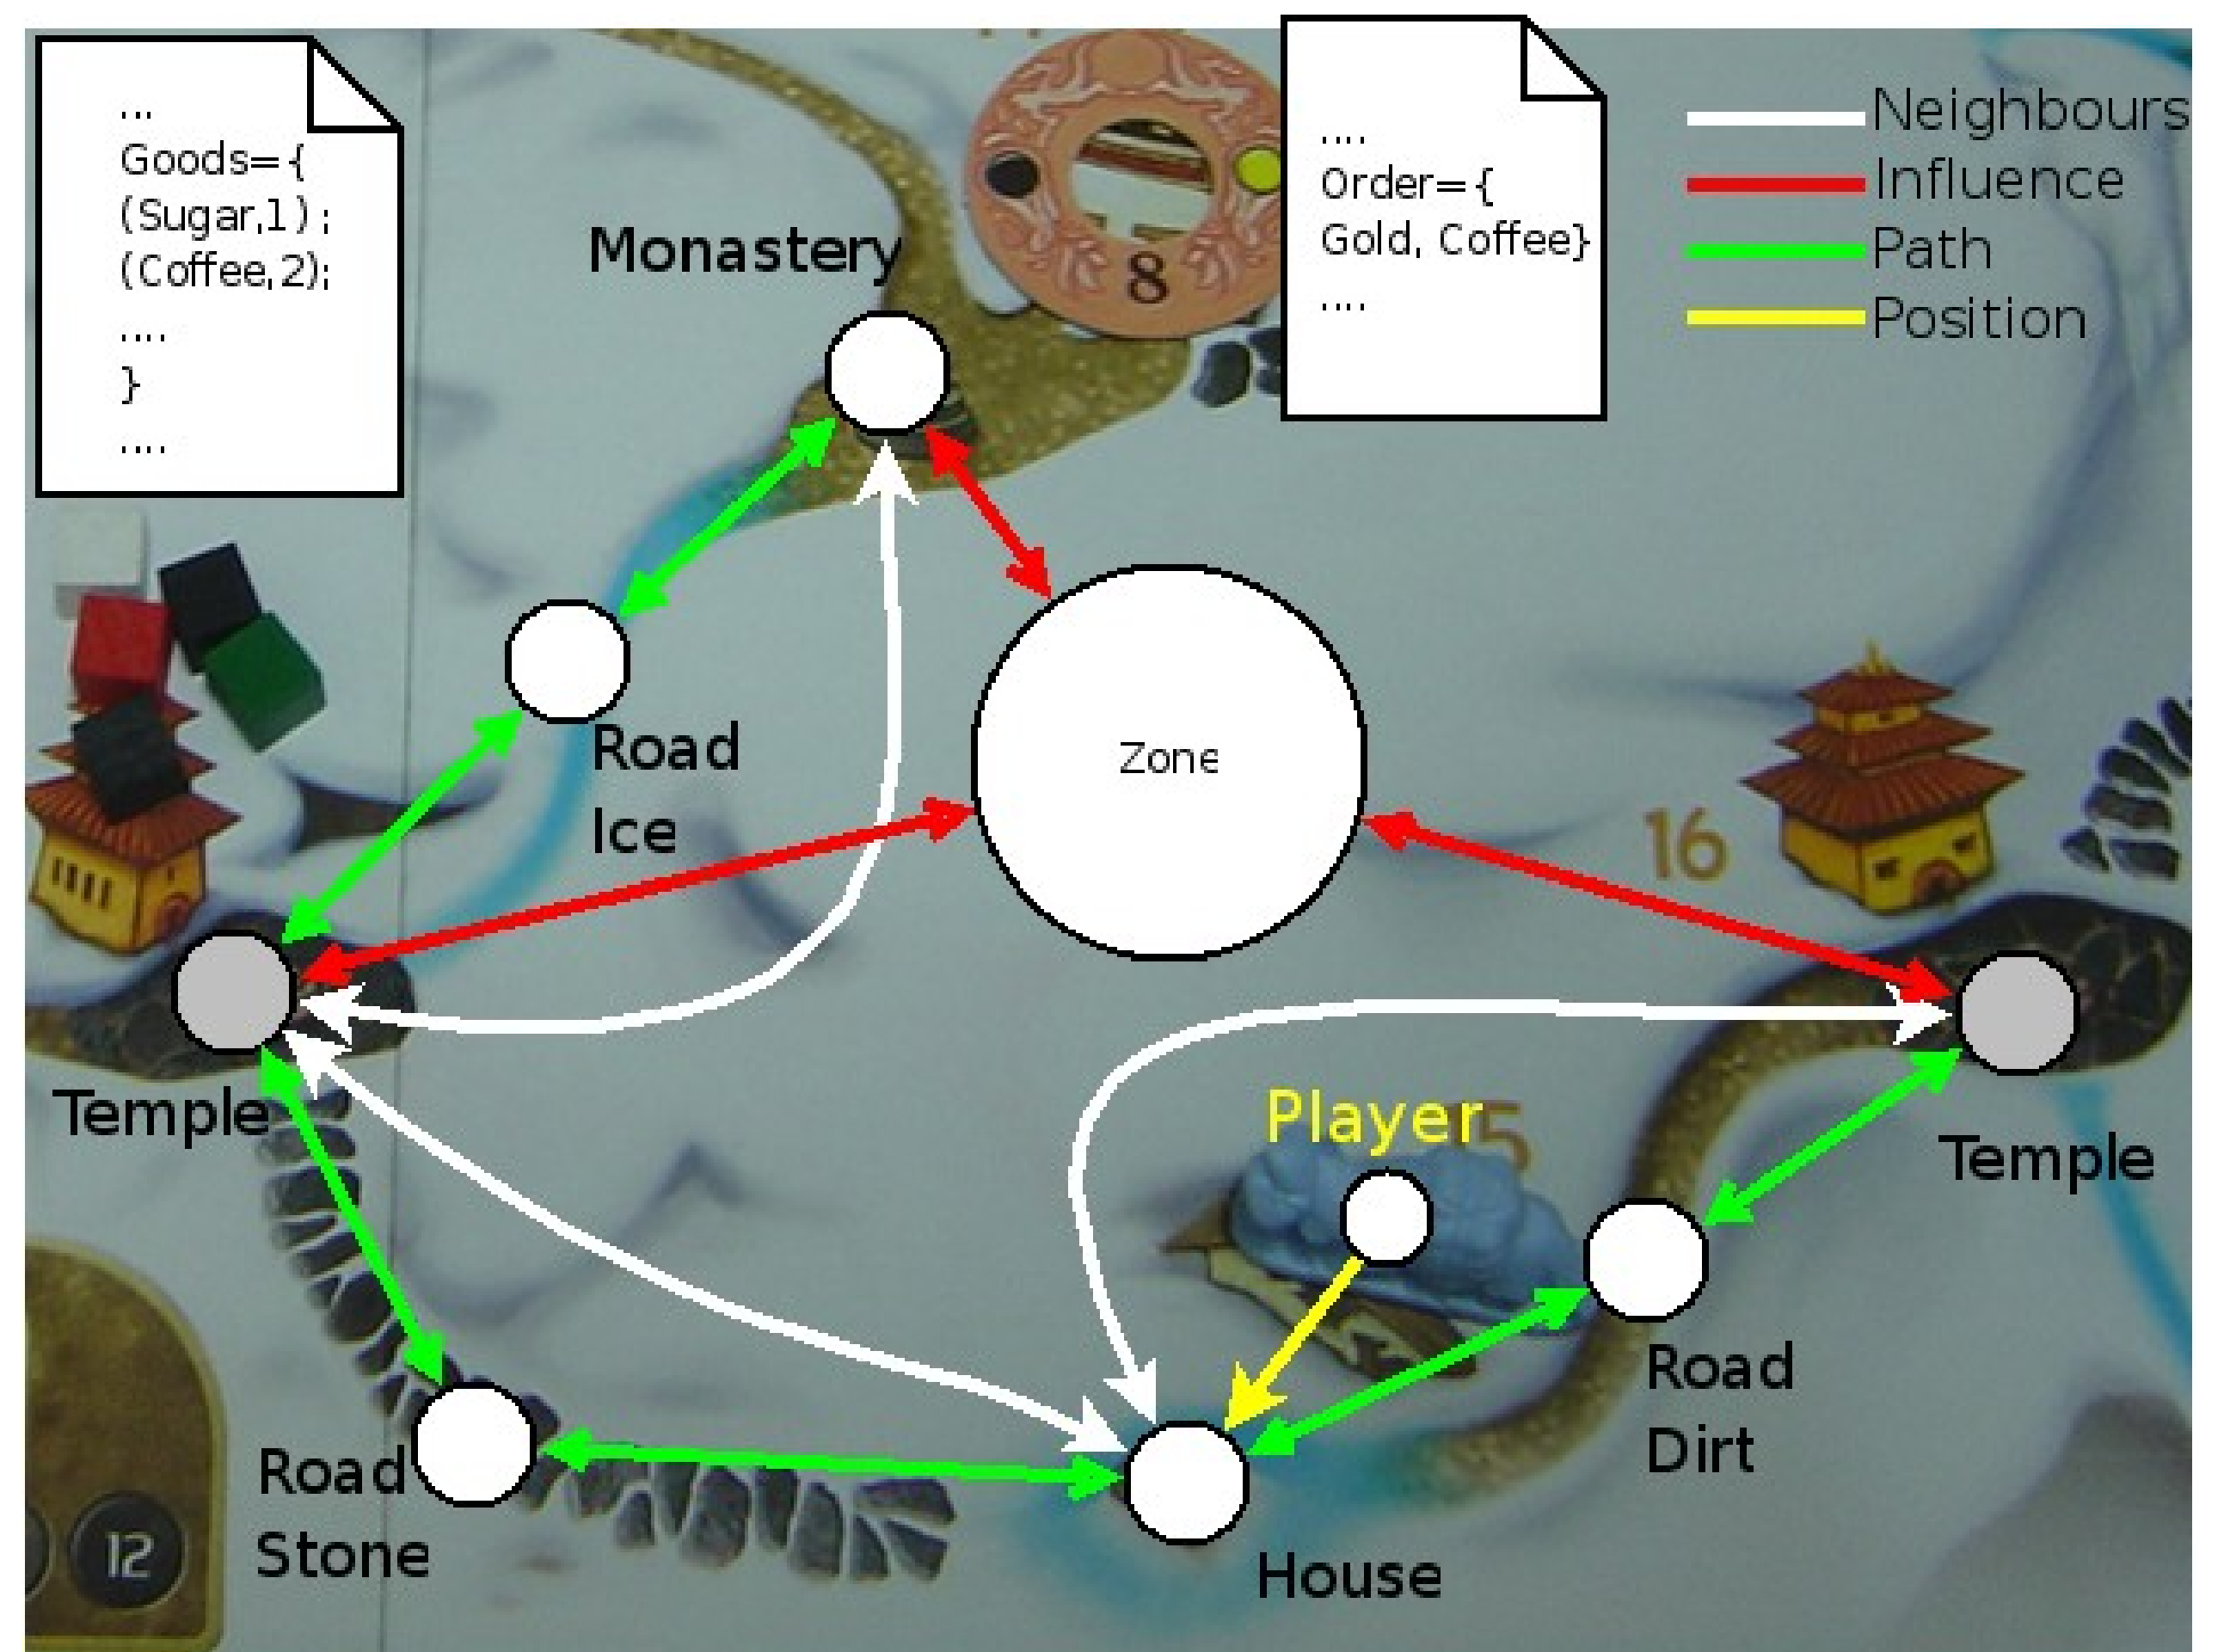 ...
Goods={
(Sugar,1);
(Coffee,2);
....
}
....
....
Order={
Gold, Coffee}
....
Neighbours
Influence
Path
Position
Monastery
8
Road
Ice
Zone
16
Temple
Player
5
Temple
Road
Dirt
Road
Stone
House
12